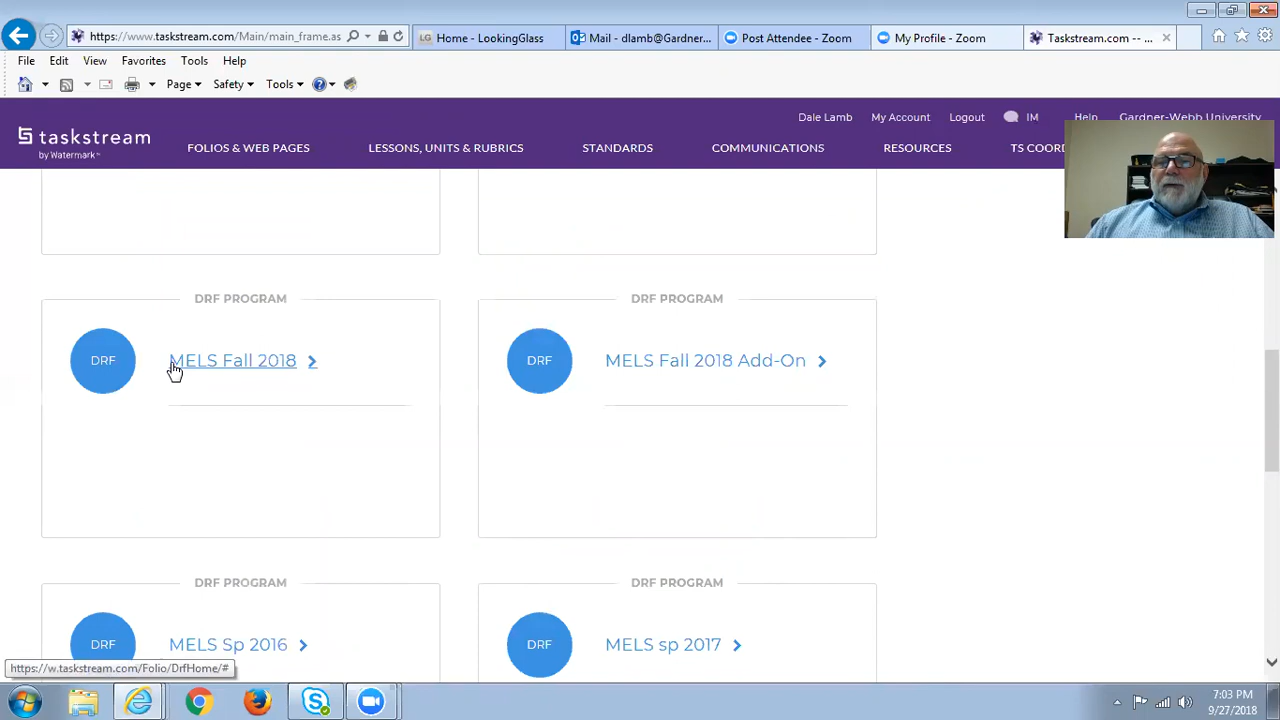 https://www.taskstream.com/Main/main_frame.as
Home - LookingGlass
Mail - dlamb@Gardner...
Post Attendee - Zoom
My Profile - Zoom
Taskstream.com -- ...
File Edit View Favorites Tools Help
Page Safety Tools
taskstream
by Watermark
Dale Lamb My Account Logout IM Help Gardner-Webb University
FOLIOS & WEB PAGES LESSONS, UNITS & RUBRICS STANDARDS COMMUNICATIONS RESOURCES TS COORD
DRF PROGRAM
DRF
MELS Fall 2018
DRF PROGRAM
DRF
MELS Fall 2018 Add-On
DRF PROGRAM
DRF
MELS Sp 2016
DRF PROGRAM
DRF
MELS sp 2017
https://w.taskstream.com/Folio/DrfHome/#
7:03 PM
9/27/2018